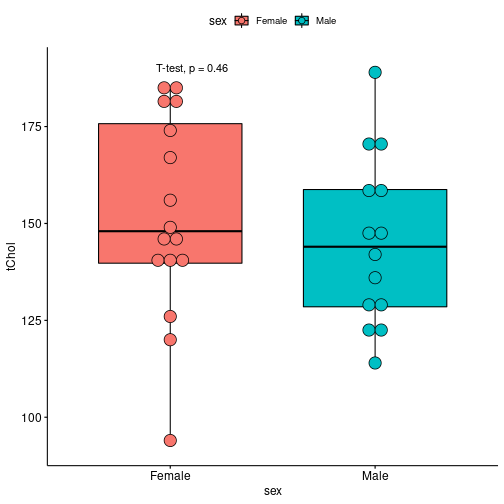 sex Female Male
T-test, p = 0.46
175
150
125
100
tChol
Female Male
sex